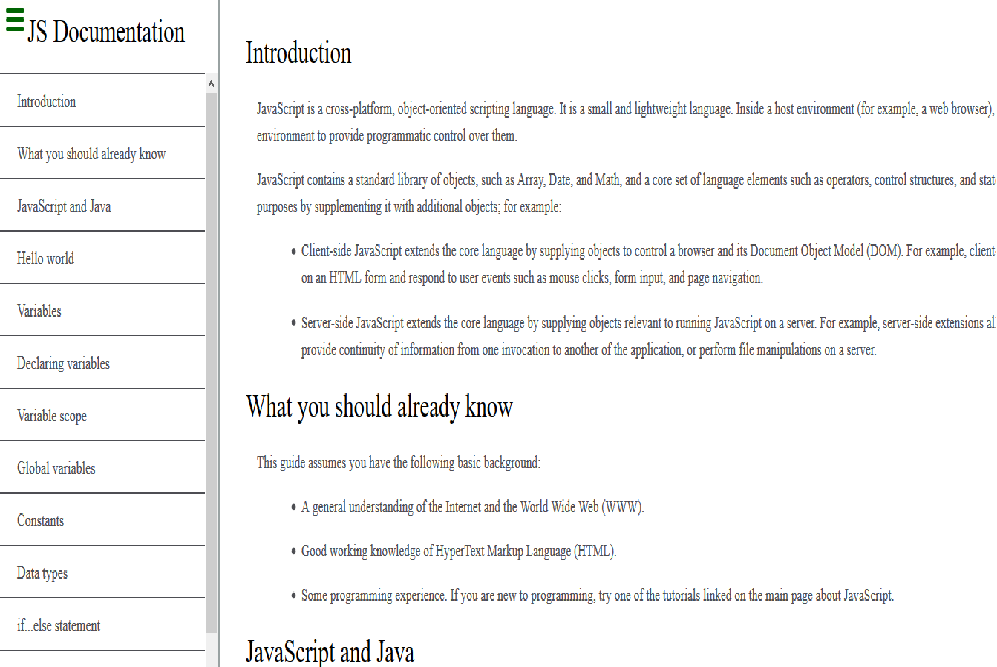 JS Documentation
Introduction
What you should already know
JavaScript and Java
Hello world
Variables
Declaring variables
Variable scope
Global variables
Constants
Data types
if...else statement
Introduction
JavaScript is a cross-platform, object-oriented scripting language. It is a small and lightweight language. Inside a host environment (for example, a web browser),
environment to provide programmatic control over them.
JavaScript contains a standard library of objects, such as Array, Date, and Math, and a core set of language elements such as operators, control structures, and
purposes by supplementing it with additional objects; for example:
• Client-side JavaScript extends the core language by supplying objects to control a browser and its Document Object Model (DOM). For example, client-
on an HTML form and respond to user events such as mouse clicks, form input, and page navigation.
• Server-side JavaScript extends the core language by supplying objects relevant to running JavaScript on a server. For example, server-side extensions
provide continuity of information from one invocation to another of the application, or perform file manipulations on a server.
What you should already know
This guide assumes you have the following basic background:
• A general understanding of the Internet and the World Wide Web (WWW).
• Good working knowledge of HyperText Markup Language (HTML).
• Some programming experience. If you are new to programming, try one of the tutorials linked on the main page about JavaScript.
JavaScript and Java